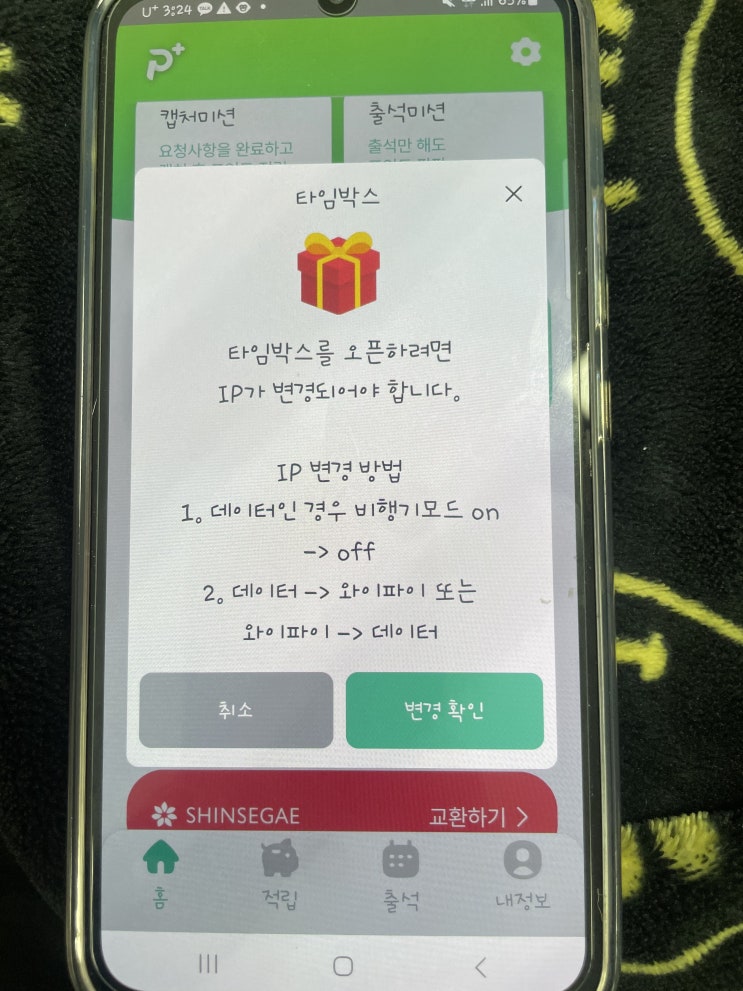 U+ 3:24
P+
캡처미션
출석미션
요청사항을 완료하고
출석만 해도
타임박스
타임박스를 오픈하려면
IP가 변경되어야 합니다.
IP 변경 방법
1. 데이터인 경우 비행기모드 on
-> off
2. 데이터 -> 와이파이 또는
와이파이 -> 데이터
취소
변경 확인
SHINSEGAE
교환하기 >
홈
적립
출석
내정보